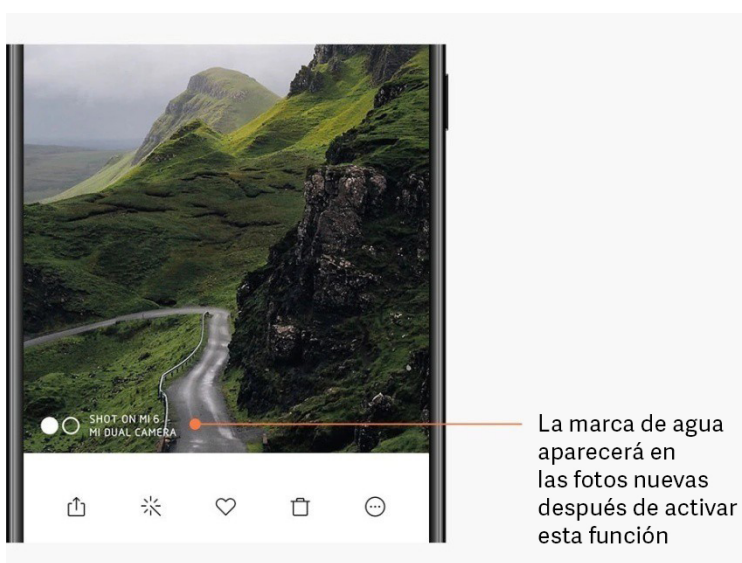 SHOT ON MI 6
MI DUAL CAMERA
La marca de agua
aparecerá en
las fotos nuevas
después de activar
esta función